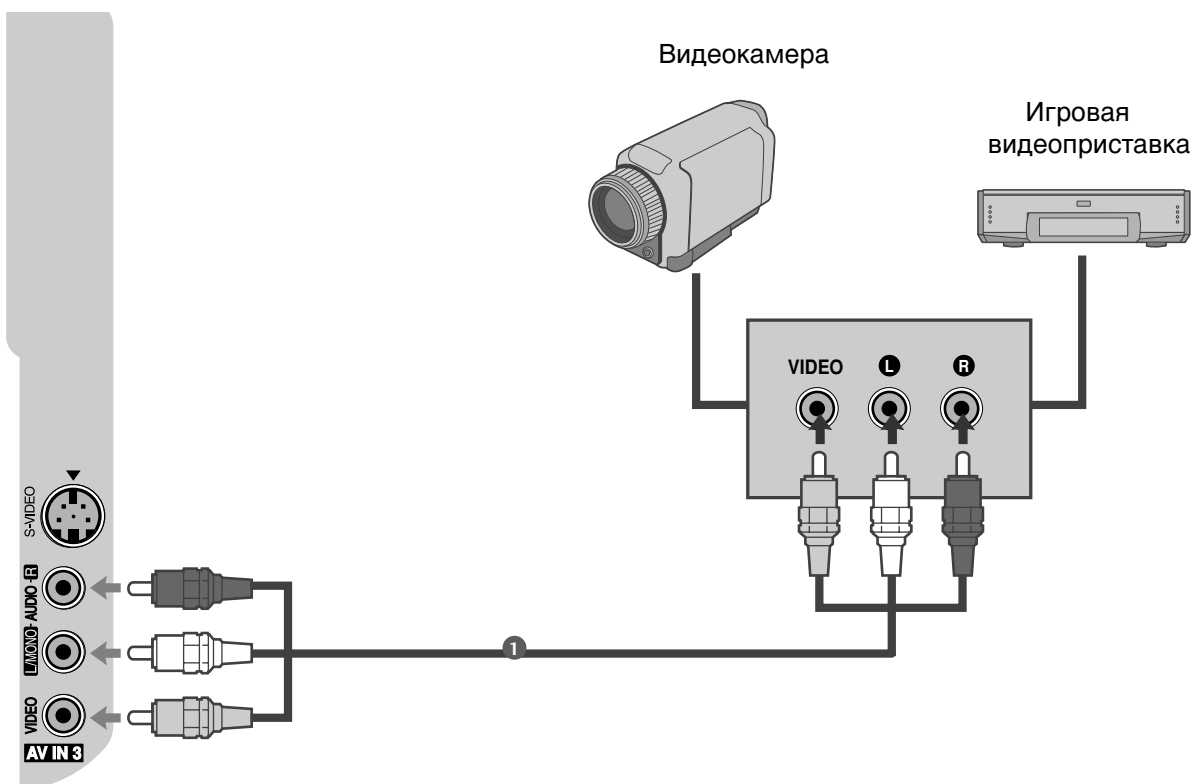 Видеокамера
Игровая
видеоприставка
VIDEO L R
S-VIDEO
L/MONO - AUDIO - R
VIDEO
AV IN 3
1